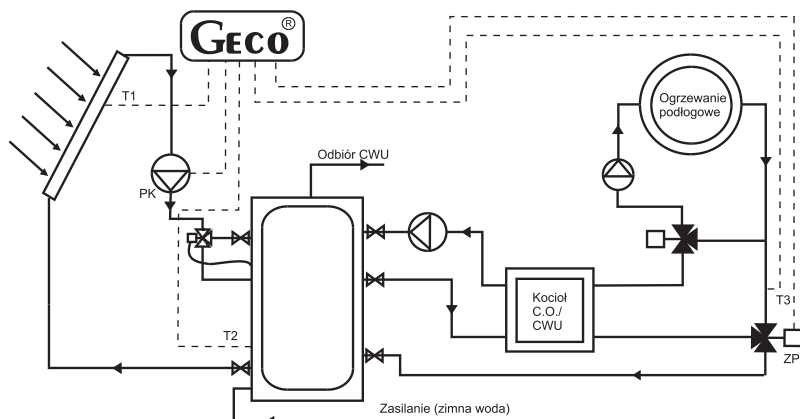 GECO®
T1
Ogrzewanie
podłogowe
Odbiór CWU
PK
Kocioł
C.O./
CWU
T3
T2
ZP
Zasilanie (zimna woda)